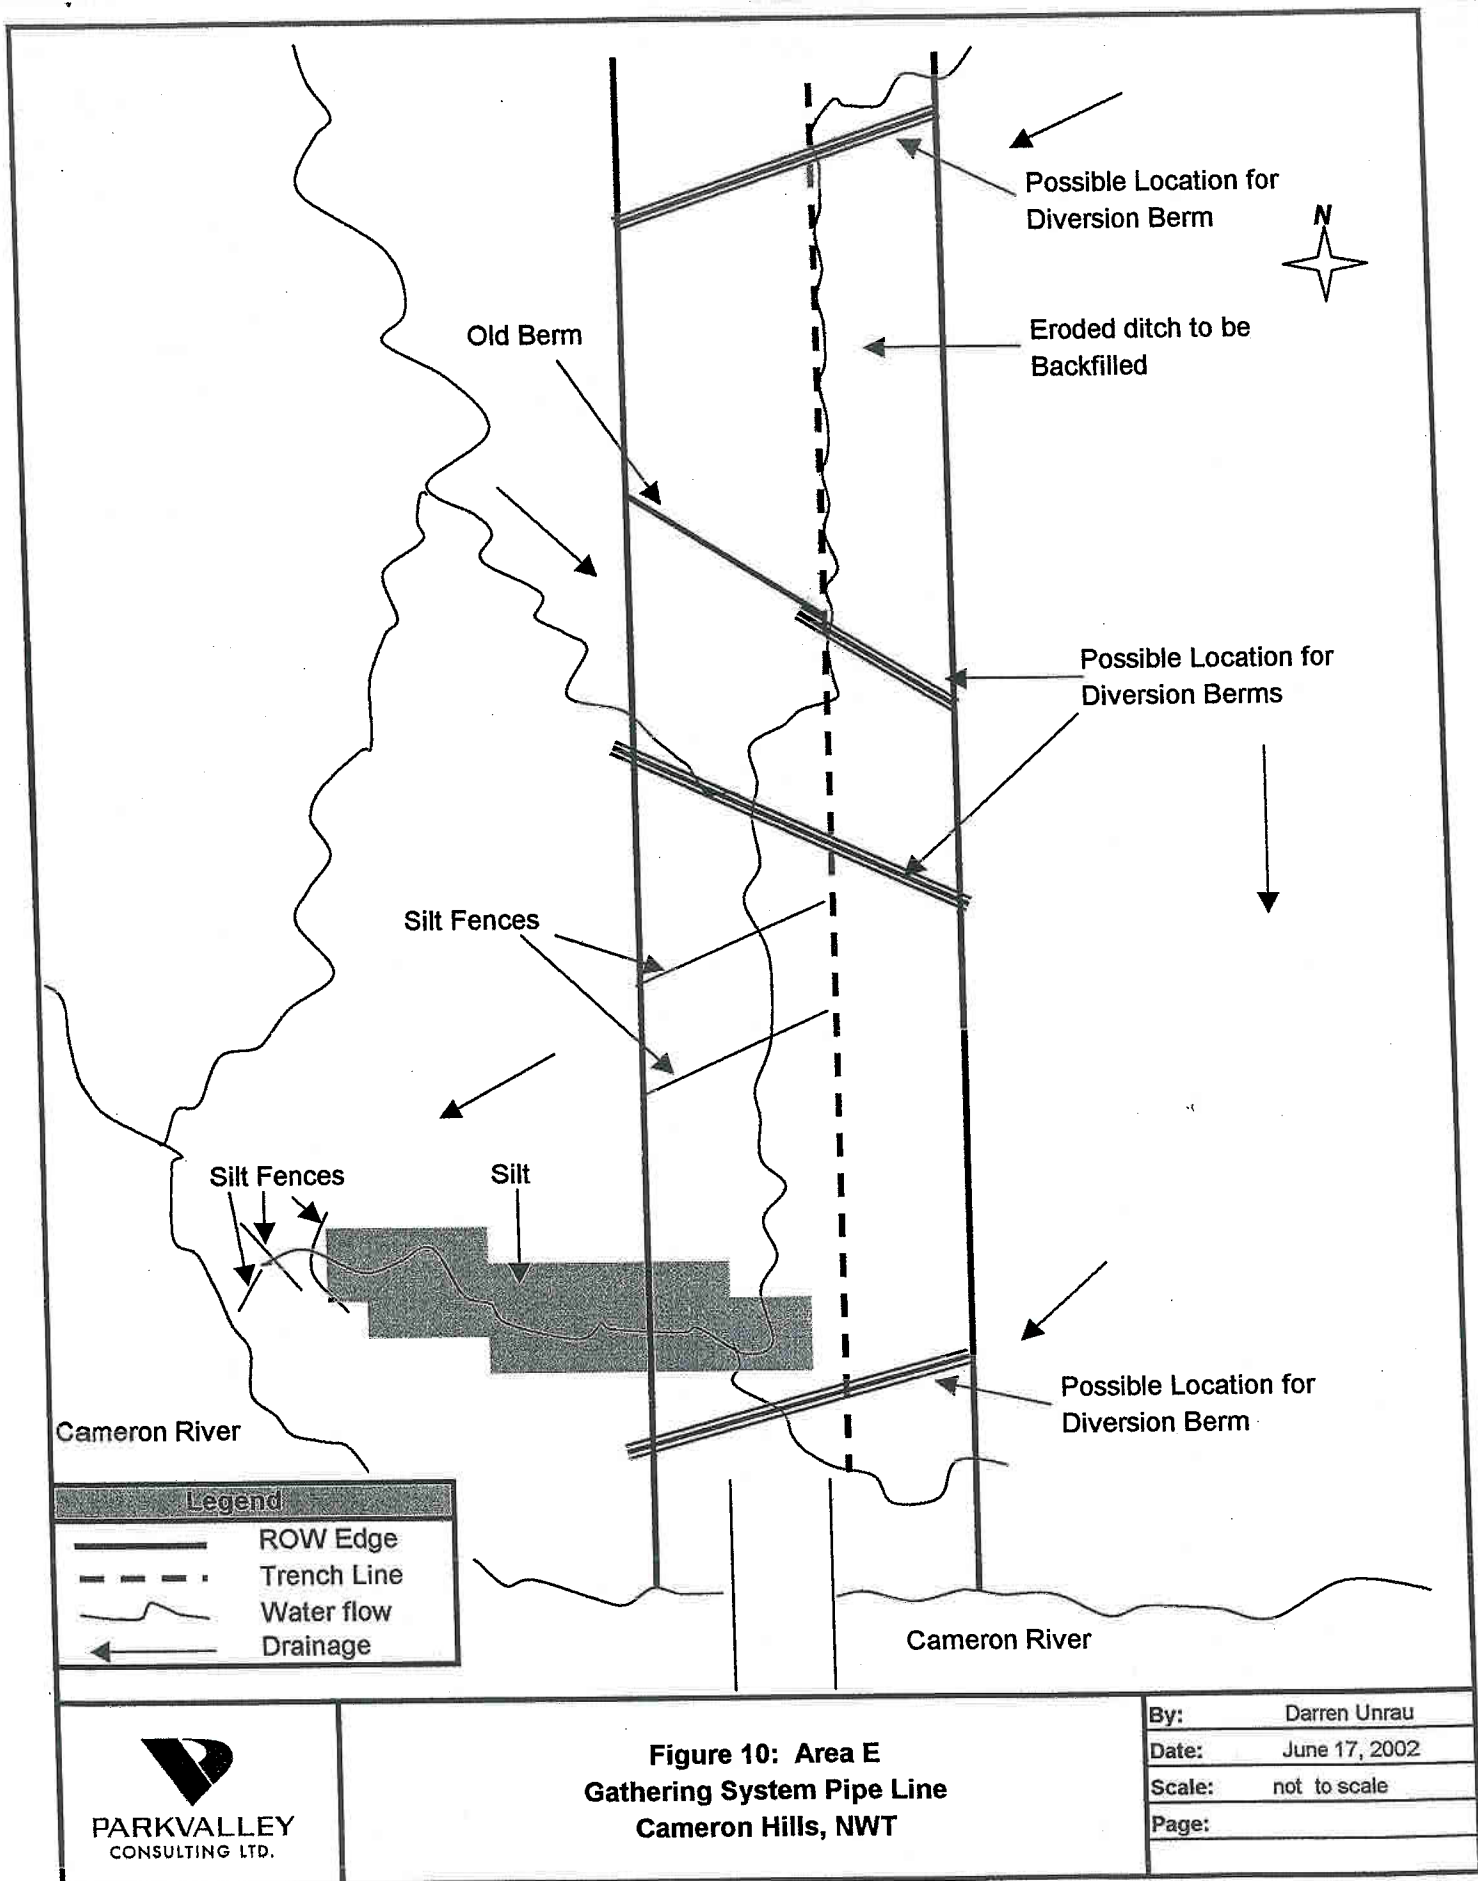 Possible Location for
Diversion Berm
N
Old Berm
Eroded ditch to be
Backfilled
Possible Location for
Diversion Berms
Silt Fences
Silt Fences
Silt
Possible Location for
Diversion Berm
Cameron River
Legend
ROW Edge
Trench Line
Water flow
Drainage
Cameron River
PARKVALLEY
CONSULTING LTD.
Figure 10: Area E
Gathering System Pipe Line
Cameron Hills, NWT
By: Darren Unrau
Date: June 17, 2002
Scale: not to scale
Page: